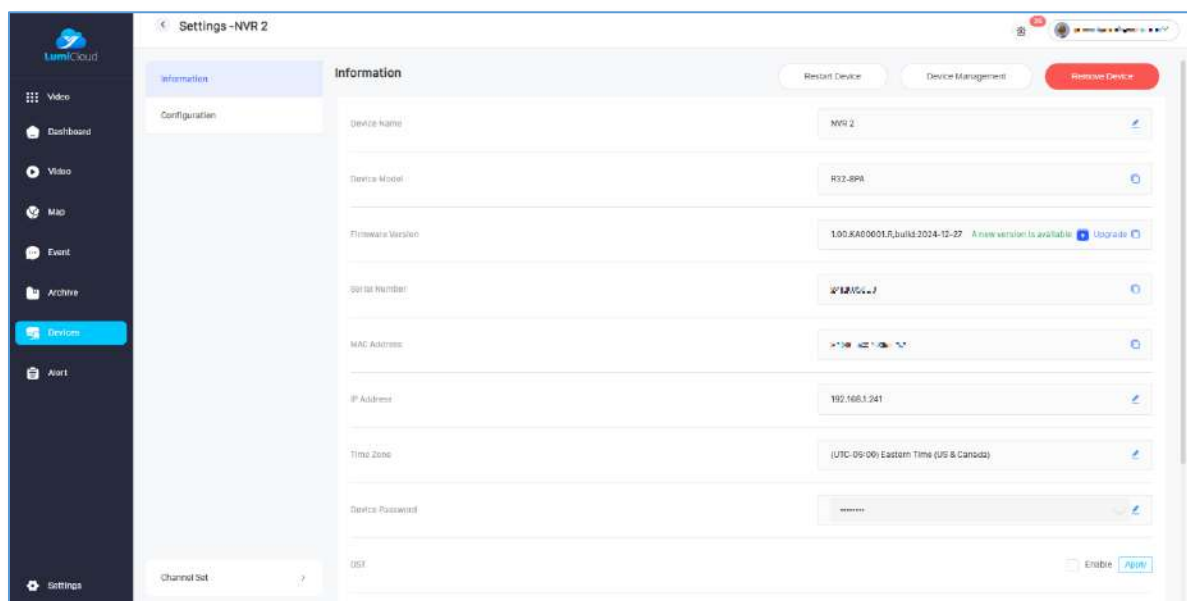 Settings -NVR 2
26
LumiCloud
Video
Dashboard
Video
Map
Event
Archive
Devices
Alert
Settings
Information
Configuration
Channel Set
Information
Restart Device
Device Management
Remove Device
Device Name
NVR 2
Device Model
R32-8PA
Firmware Version
1.00.KA00001.R,build:2024-12-27 A new version is available Upgrade
Serial Number
MAC Address
IP Address
192.168.1.241
Time Zone
(UTC-05:00) Eastern Time (US & Canada)
Device Password
••••••••
DST
Enable Apply